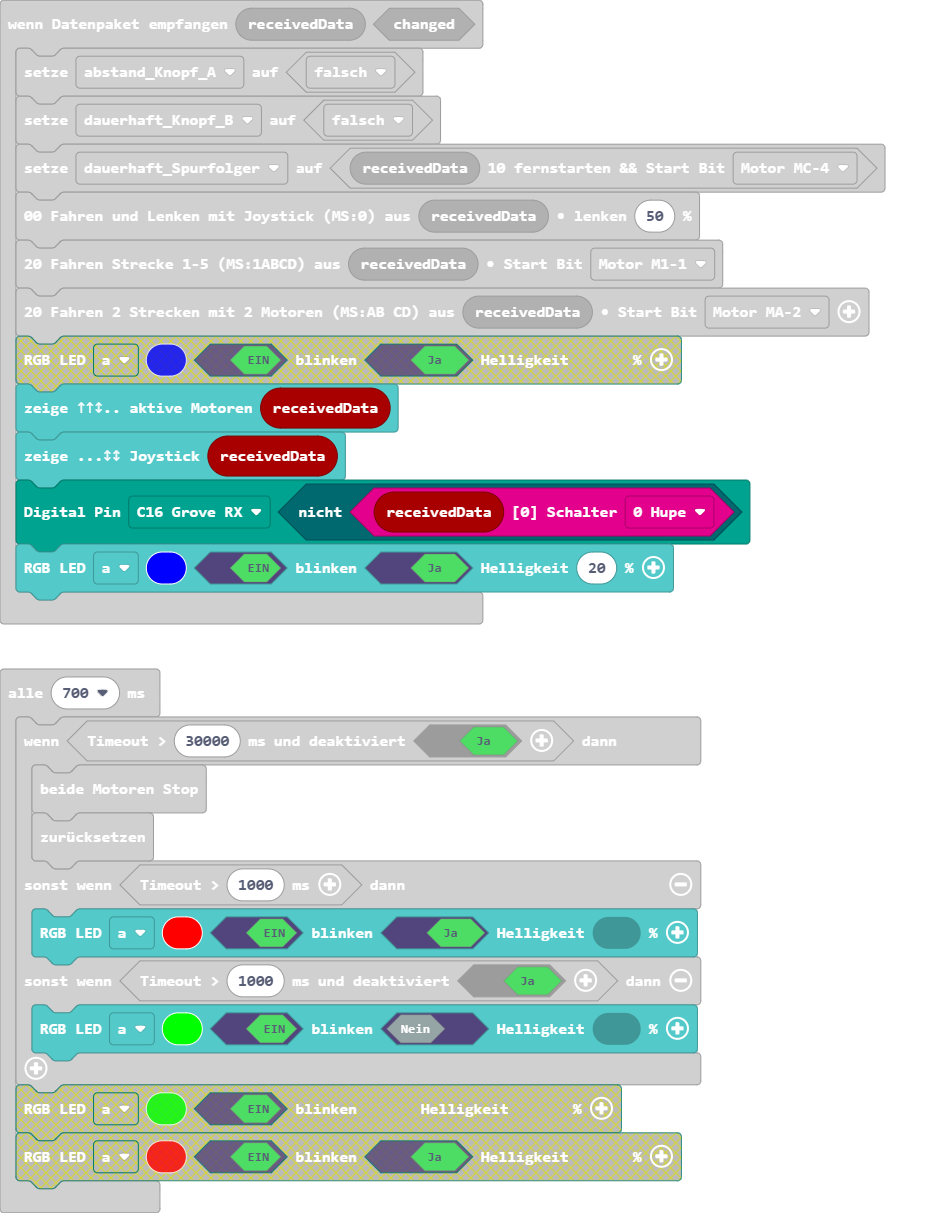 wenn Datenpaket empfangen receivedData changed
setze abstand_Knopf_A auf falsch
setze dauerhaft_Knopf_B auf falsch
setze dauerhaft_Spurfolger auf receivedData 10 fernstarten && Start Bit Motor MC-4
00 Fahren und Lenken mit Joystick (MS:0) aus receivedData • lenken 50 %
20 Fahren Strecke 1-5 (MS:1ABCD) aus receivedData • Start Bit Motor M1-1
20 Fahren 2 Strecken mit 2 Motoren (MS:AB CD) aus receivedData • Start Bit Motor MA-2
RGB LED a EIN blinken Ja Helligkeit %
zeige ↑↑↕.. aktive Motoren receivedData
zeige ...↕↕ Joystick receivedData
Digital Pin C16 Grove RX nicht receivedData [0] Schalter 0 Hupe
RGB LED a EIN blinken Ja Helligkeit 20 %
alle 700 ms
wenn Timeout > 30000 ms und deaktiviert Ja dann
beide Motoren Stop
zurücksetzen
sonst wenn Timeout > 1000 ms dann
RGB LED a EIN blinken Ja Helligkeit %
sonst wenn Timeout > 1000 ms und deaktiviert Ja dann
RGB LED a EIN blinken Nein Helligkeit %
RGB LED a EIN blinken Helligkeit %
RGB LED a EIN blinken Ja Helligkeit %